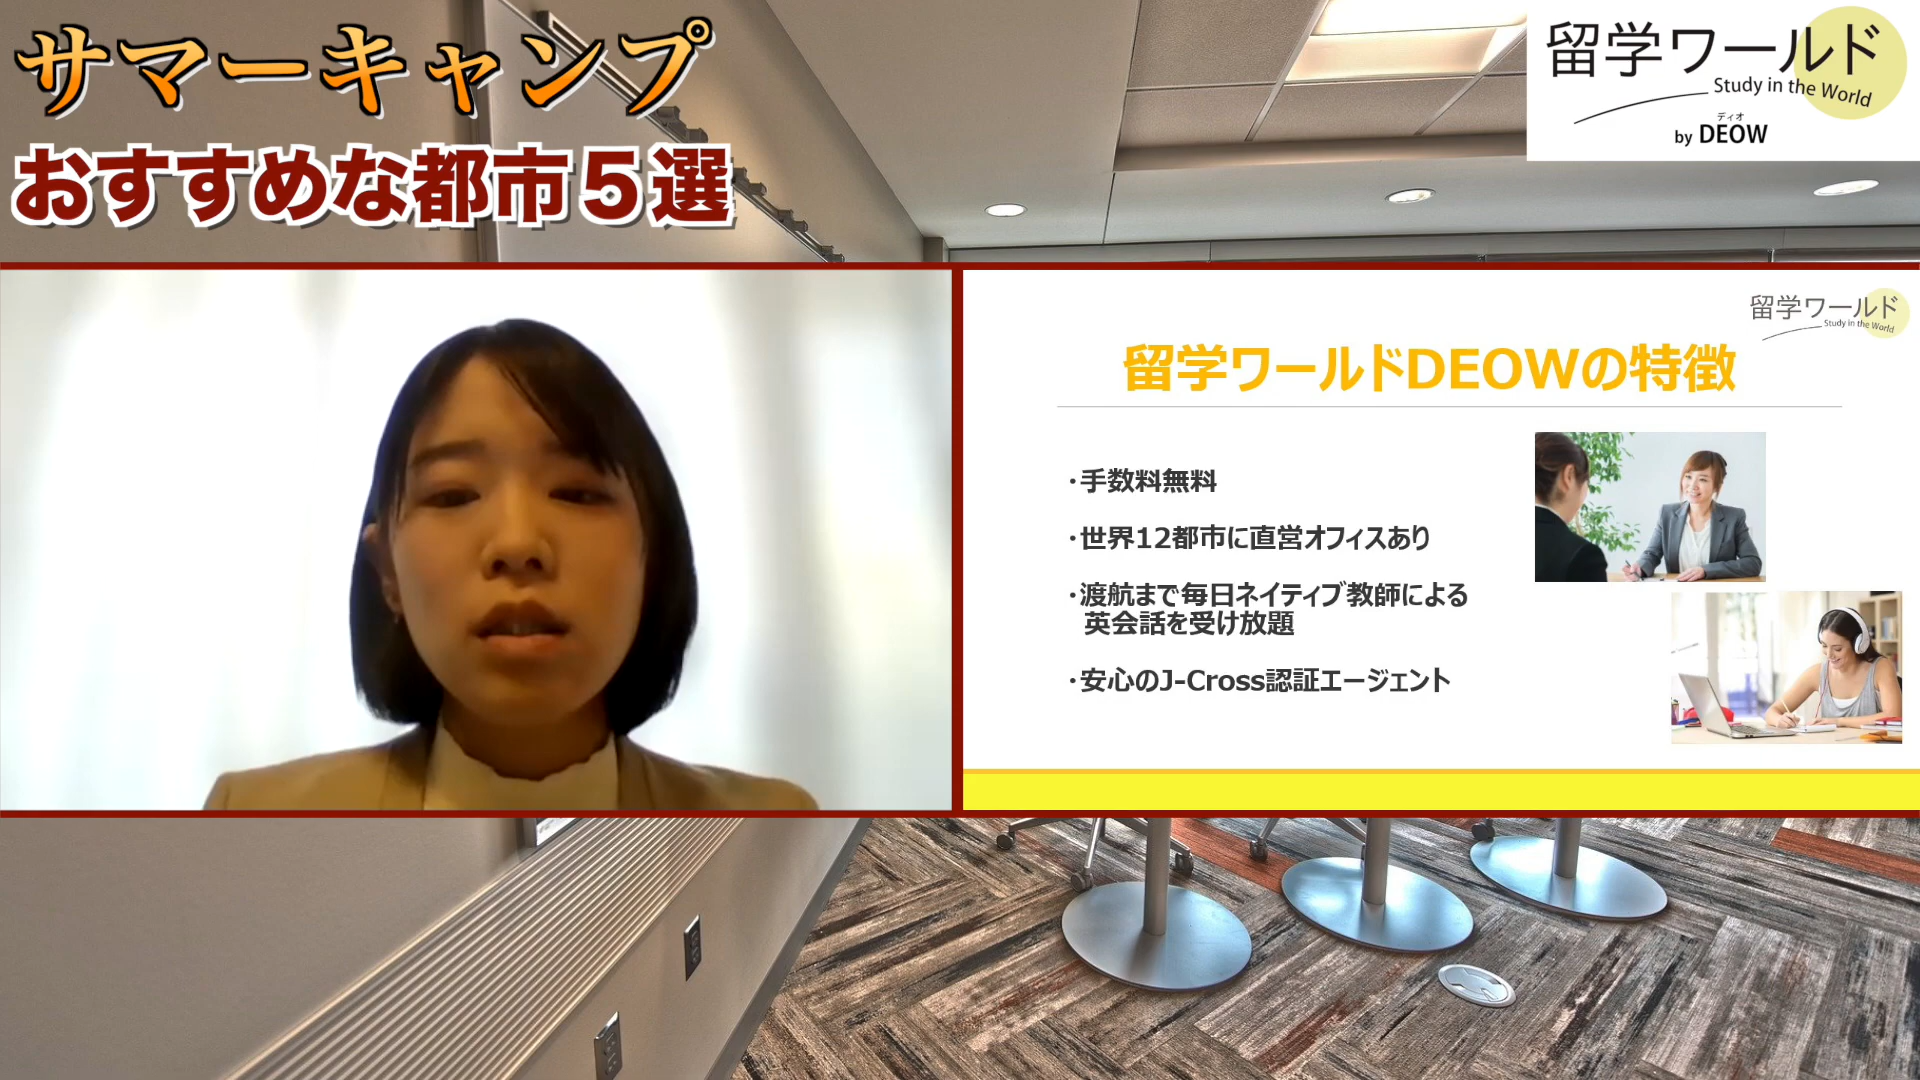 サマーキャンプ
おすすめな都市5選
留学ワールド
Study in the World
ディオ
by DEOW
留学ワールド
Study in the World
留学ワールドDEOWの特徴
・手数料無料
・世界12都市に直営オフィスあり
・渡航まで毎日ネイティブ教師による
英会話を受け放題
・安心のJ-Cross認証エージェント